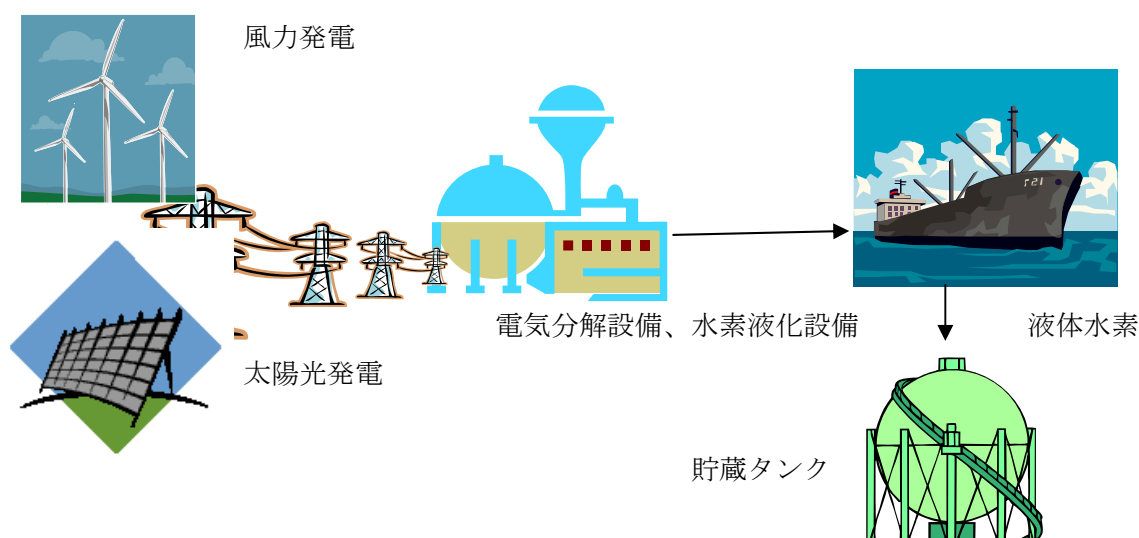 風力発電
電気分解設備、水素液化設備
液体水素
太陽光発電
貯蔵タンク